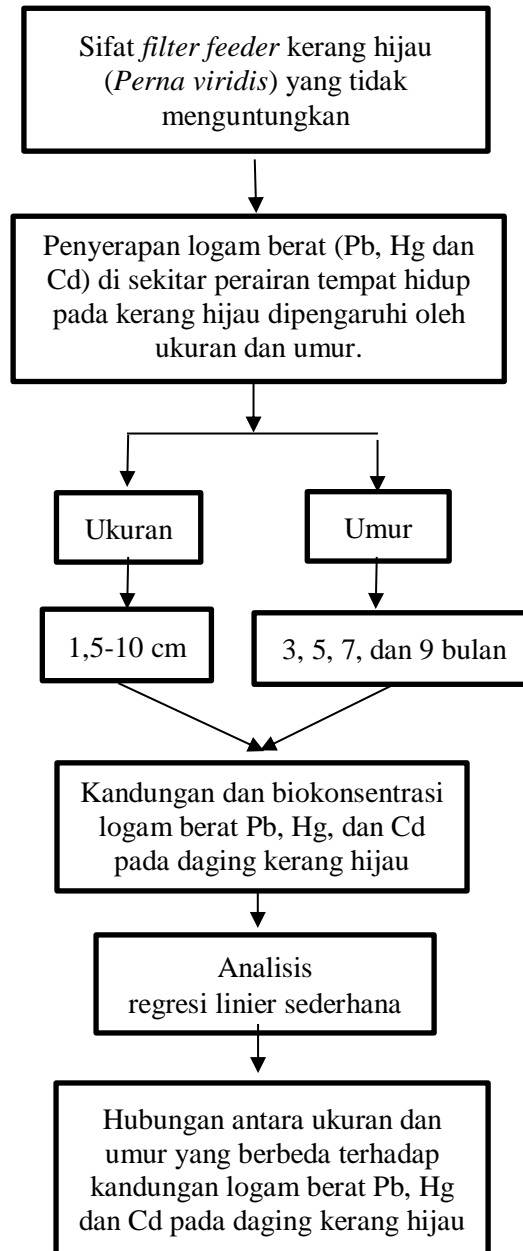 Sifat filter feeder kerang hijau
(Perna viridis) yang tidak
menguntungkan
Penyerapan logam berat (Pb, Hg dan
Cd) di sekitar perairan tempat hidup
pada kerang hijau dipengaruhi oleh
ukuran dan umur.
Ukuran
Umur
1,5-10 cm
3, 5, 7, dan 9 bulan
Kandungan dan biokonsentrasi
logam berat Pb, Hg, dan Cd
pada daging kerang hijau
Analisis
regresi linier sederhana
Hubungan antara ukuran dan
umur yang berbeda terhadap
kandungan logam berat Pb, Hg
dan Cd pada daging kerang hijau